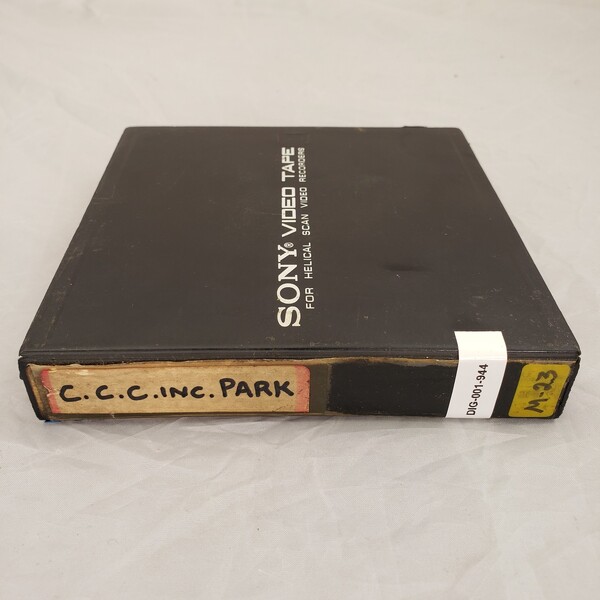 SONY® VIDEO TAPE
FOR HELICAL SCAN VIDEO RECORDERS
C. C. C. INC. PARK
DIG-001-944
M-23